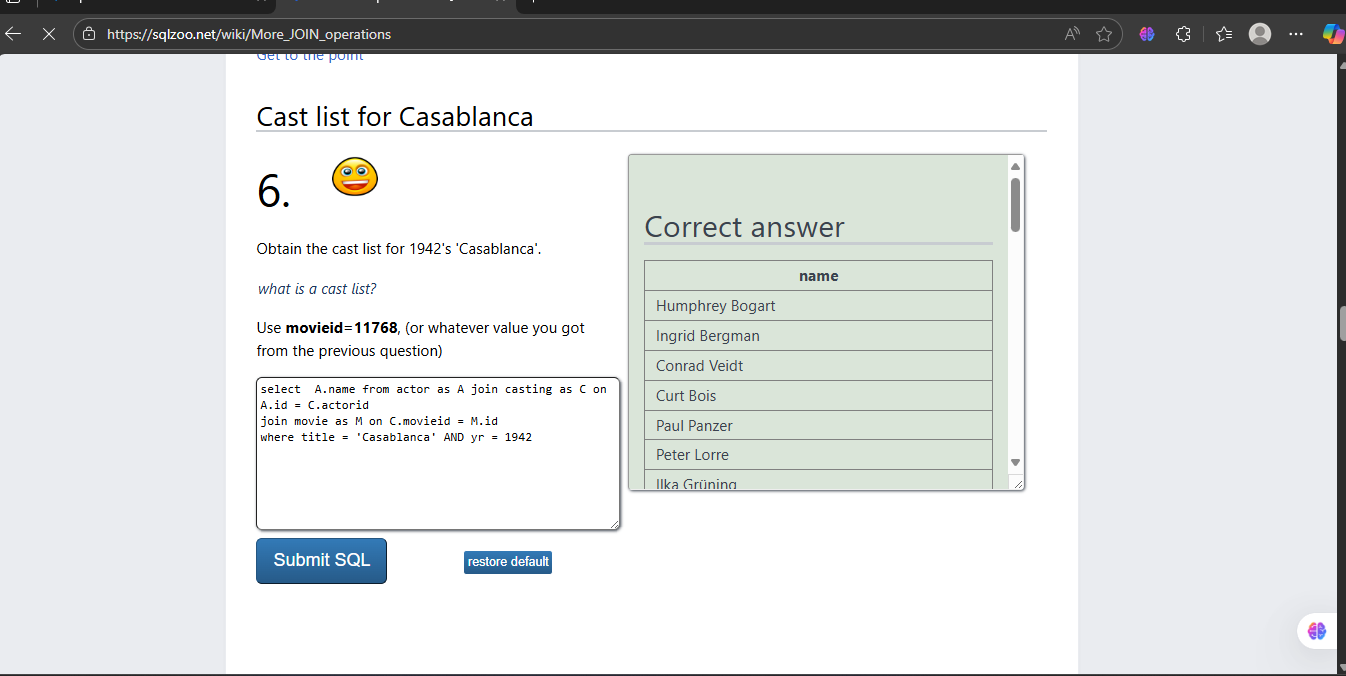 https://sqlzoo.net/wiki/More_JOIN_operations
Get to the point
Cast list for Casablanca
6.
Obtain the cast list for 1942's 'Casablanca'.
what is a cast list?
Use movieid=11768, (or whatever value you got
from the previous question)
select  A.name from actor as A join casting as C on
A.id = C.actorid
join movie as M on C.movieid = M.id
where title = 'Casablanca' AND yr = 1942
Submit SQL
restore default
Correct answer
name
Humphrey Bogart
Ingrid Bergman
Conrad Veidt
Curt Bois
Paul Panzer
Peter Lorre
Ilka Grüning